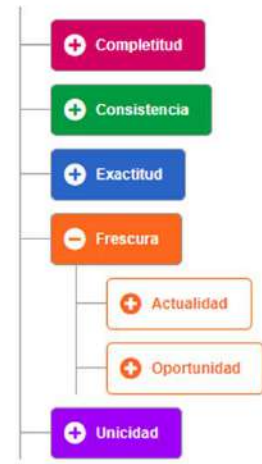 Completitud
Consistencia
Exactitud
Frescura
Actualidad
Oportunidad
Unicidad